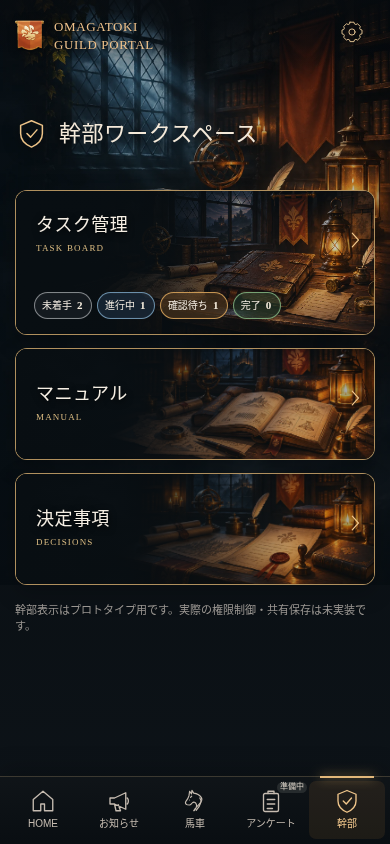 OMAGATOKI
GUILD PORTAL
幹部ワークスペース
タスク管理
TASK BOARD
未着手 2
進行中 1
確認待ち 1
完了 0
マニュアル
MANUAL
決定事項
DECISIONS
幹部表示はプロトタイプ用です。実際の権限制御・共有保存は未実装で
す。
準備中
HOME
お知らせ
馬車
アンケート
幹部